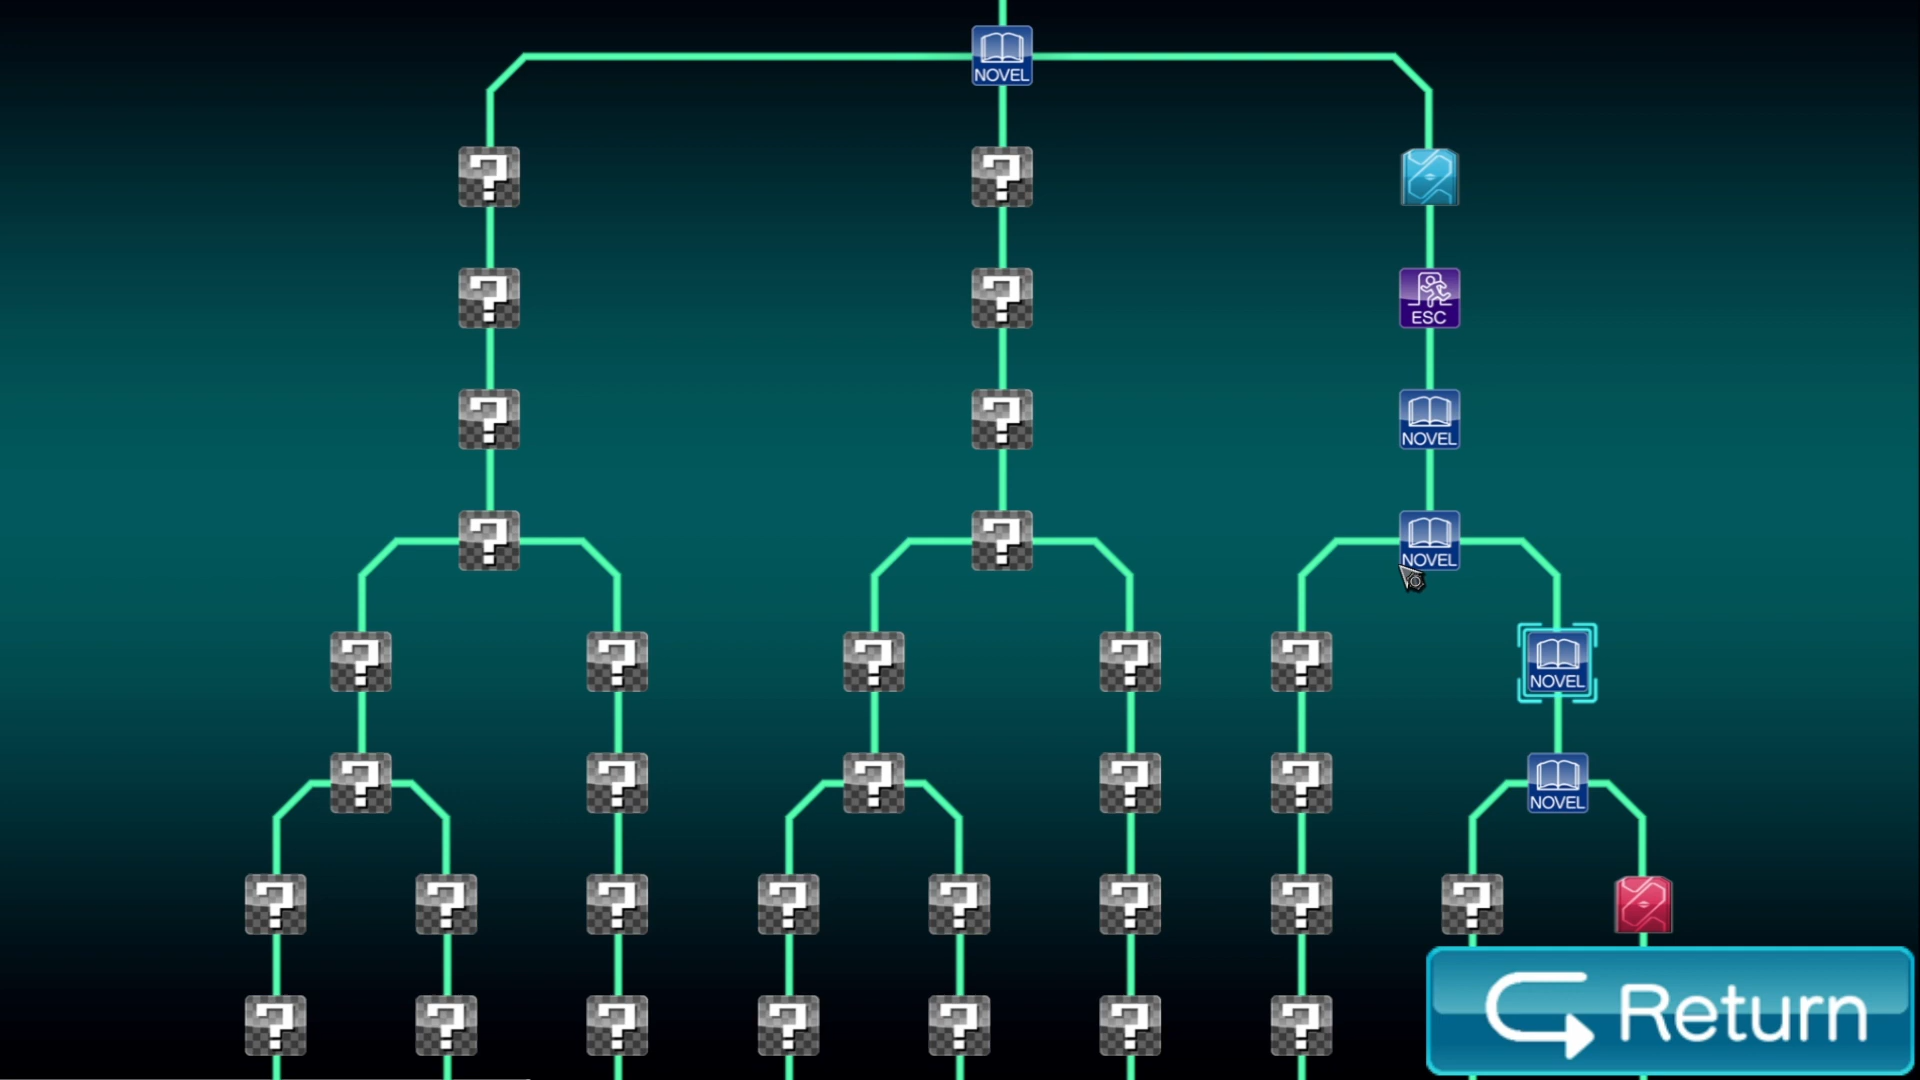 NOVEL
? ? 
? ? ESC
? ? NOVEL
? ? NOVEL
? ? ? ? ? NOVEL
? ? ? ? ? NOVEL
? ? ? ? ? ? ? ?
? ? ? ? ? ? ?
Return